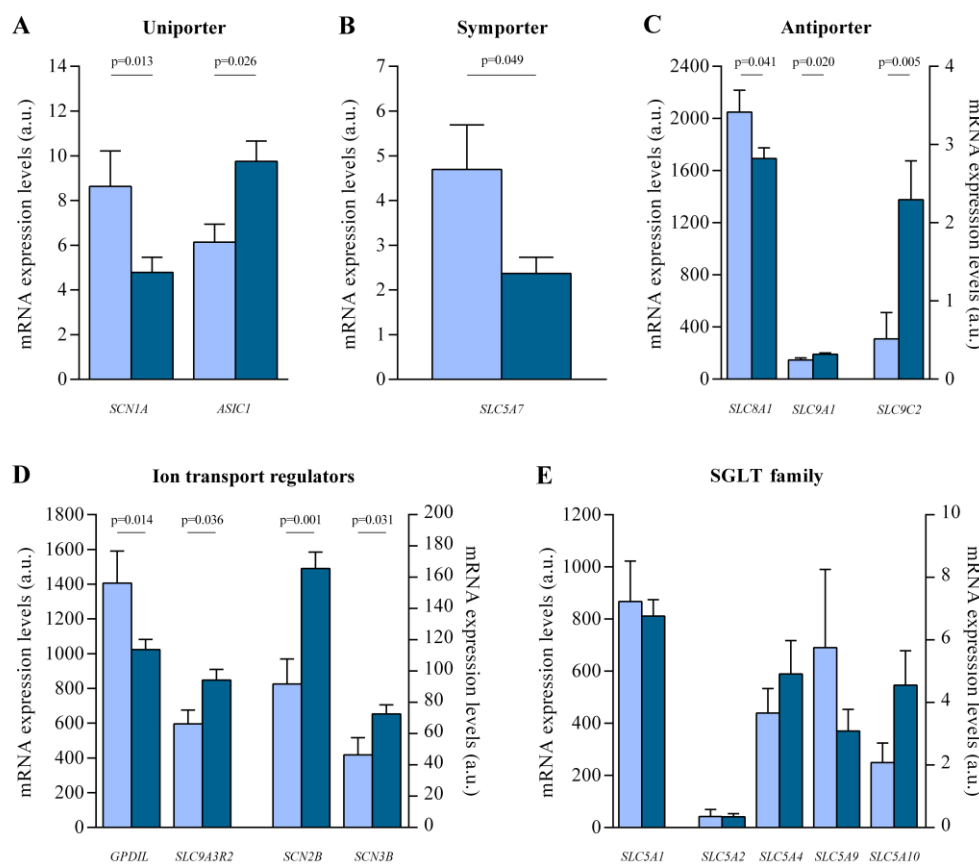 A Uniporter
mRNA expression levels (a.u.)
14
12
10
8
6
4
2
0
p=0.013 p=0.026
SCN1A ASIC1
B Symporter
mRNA expression levels (a.u.)
7
6
5
4
3
2
1
0
p=0.049
SLC5A7
C Antiporter
mRNA expression levels (a.u.)
2400
2000
1600
1200
800
400
0
p=0.041 p=0.020 p=0.005
4
3
2
1
0
mRNA expression levels (a.u.)
SLC8A1 SLC9A1 SLC9C2
D Ion transport regulators
mRNA expression levels (a.u.)
1800
1600
1400
1200
1000
800
600
400
200
0
p=0.014 p=0.036 p=0.001 p=0.031
200
180
160
140
120
100
80
60
40
20
0
mRNA expression levels (a.u.)
GPDIL SLC9A3R2 SCN2B SCN3B
E SGLT family
mRNA expression levels (a.u.)
1200
1000
800
600
400
200
0
10
8
6
4
2
0
mRNA expression levels (a.u.)
SLC5A1 SLC5A2 SLC5A4 SLC5A9 SLC5A10